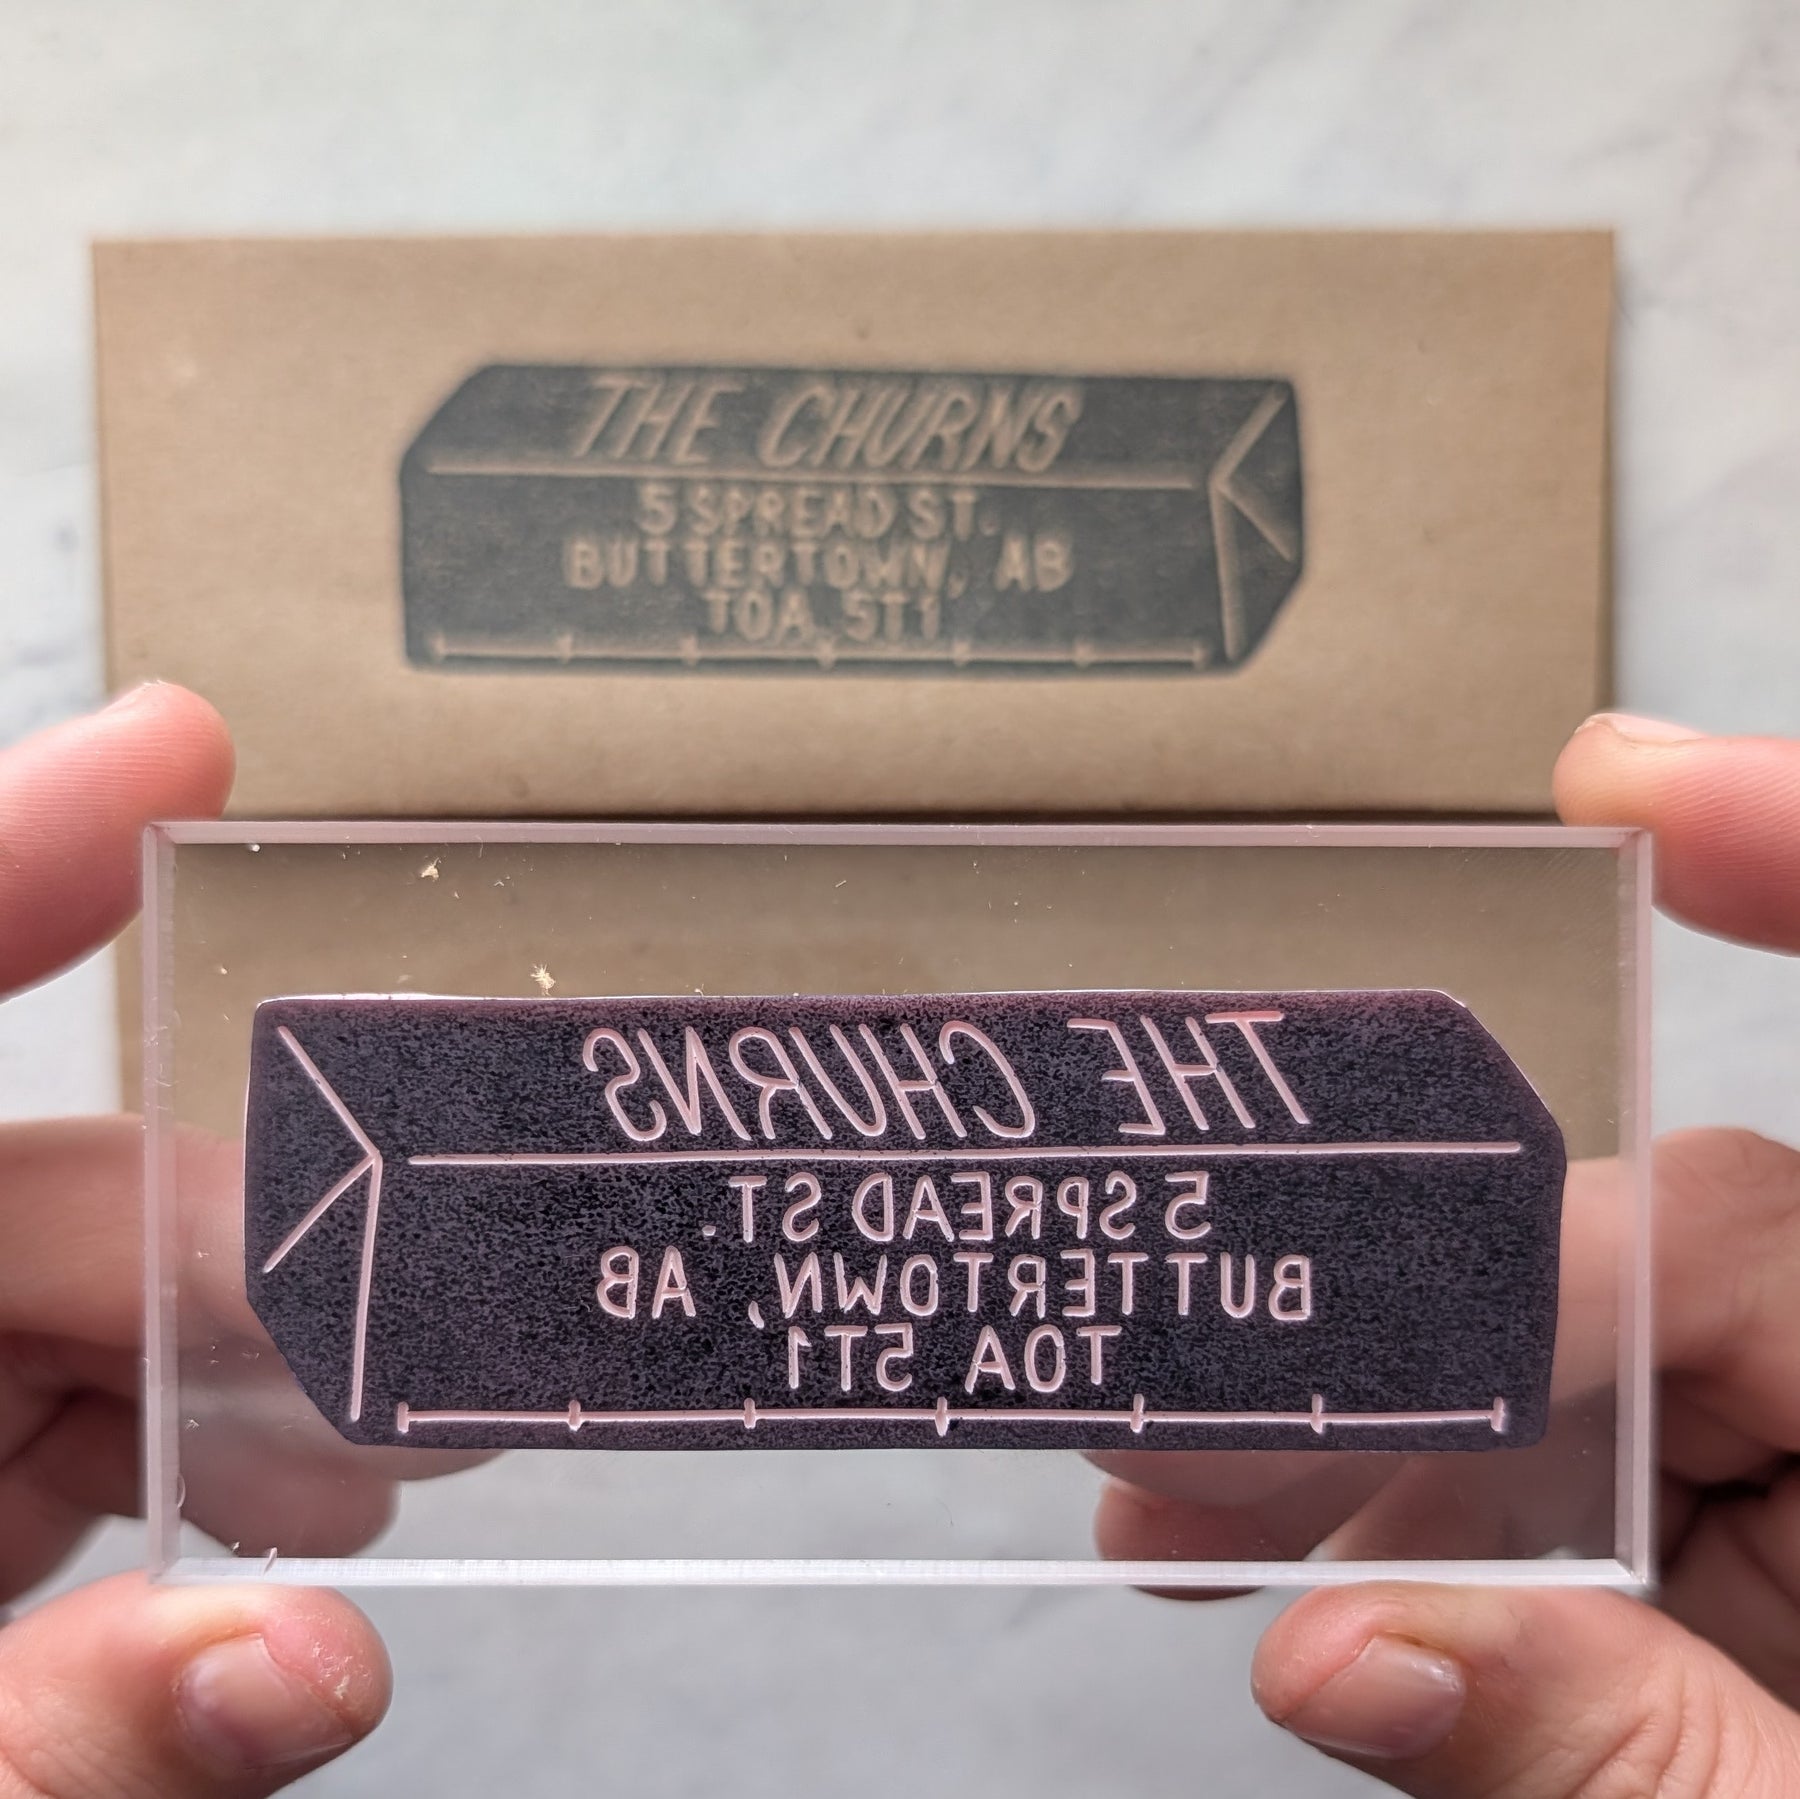 THE CHURNS
5 SPREAD ST.
BUTTERTOWN, AB
TOA 5T1
THE CHURNS
5 SPREAD ST.
BUTTERTOWN, AB
TOA 5T1